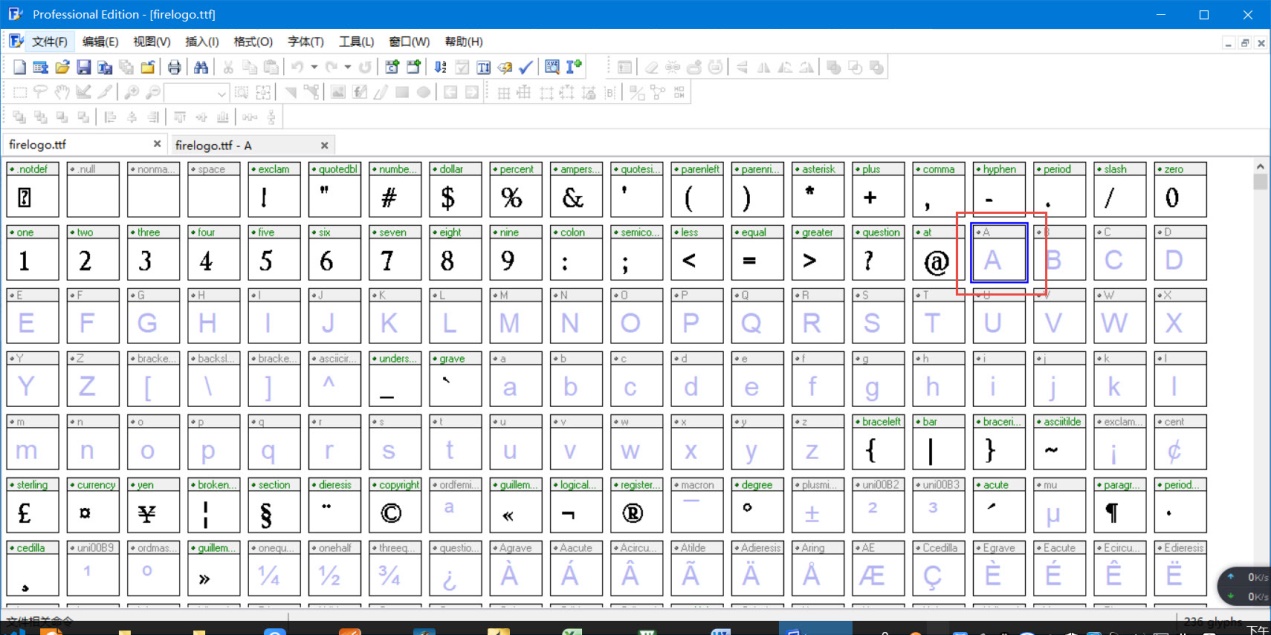 Professional Edition - [firelogo.ttf]
文件(F) 编辑(E) 视图(V) 插入(I) 格式(O) 字体(T) 工具(L) 窗口(W) 帮助(H)
firelogo.ttf firelogo.ttf - A
.notdef .null nonma... space exclam quotedbl numbe... dollar percent ampers... quotesi... parenleft parenri... asterisk plus comma hyphen period slash zero
! " # $ % & ' ( ) * + , - . / 0
one two three four five six seven eight nine colon semico... less equal greater question at A B C D
1 2 3 4 5 6 7 8 9 : ; < = > ? @ A B C D
E F G H I J K L M N O P Q R S T U V W X
E F G H I J K L M N O P Q R S T U V W X
Y Z bracke... backsl... bracke... asciicir... unders... grave a b c d e f g h i j k l
Y Z [ \ ] ^ _ ` a b c d e f g h i j k l
m n o p q r s t u v w x y z braceleft bar braceri... asciitilde exclam... cent
m n o p q r s t u v w x y z { | } ~ ¡ ¢
sterling currency yen broken... section dieresis copyright ordfemi... guillem... logical... register... macron degree plusmi... uni00B2 uni00B3 acute mu paragr... period...
£ ¤ ¥ ¦ § ¨ © ª « ¬ ® ¯ ° ± ² ³ ´ µ ¶ ·
cedilla uni00B9 ordmas... guillem... onequ... onehalf threeq... questio... Agrave Aacute Acircu... Atilde Adieresis Aring AE Ccedilla Egrave Eacute Ecircu... Edieresis
¸ ¹ º » ¼ ½ ¾ ¿ À Á Â Ã Ä Å Æ Ç È É Ê Ë
0K/s
0K/s
文件相关命令 236 glyphs
下午